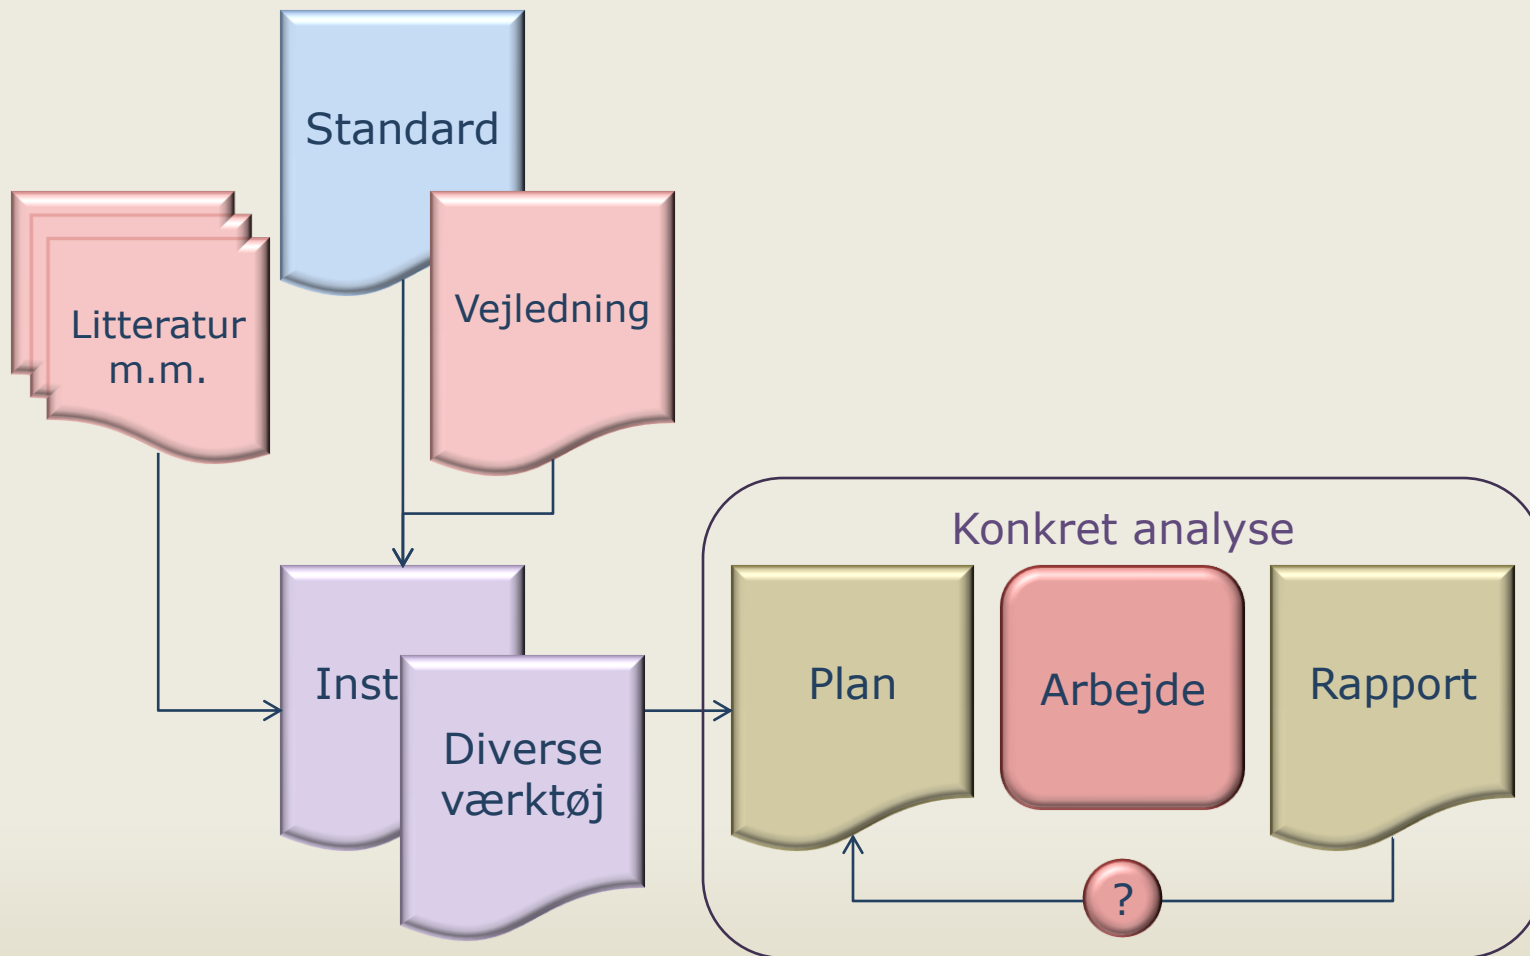 Standard
Vejledning
Litteratur
m.m.
Konkret analyse
Inst
Diverse
værktøj
Plan
Arbejde
Rapport
?